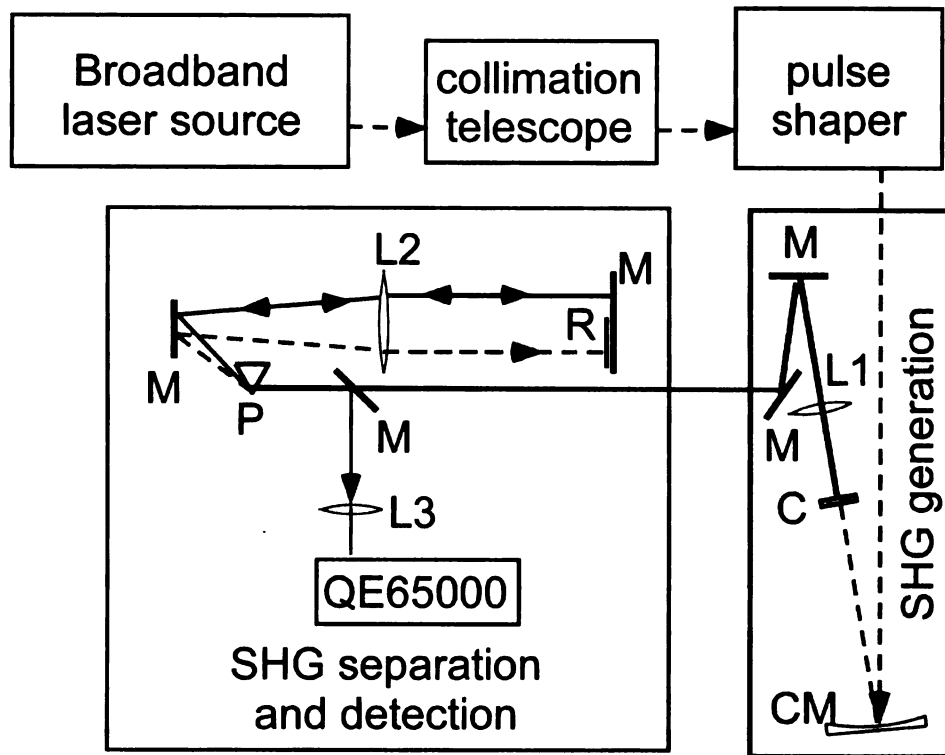 Broadband
laser source
collimation
telescope
pulse
shaper
L2
M
R
M
P
M
L3
QE65000
SHG separation
and detection
M
L1
M
C
SHG generation
CM